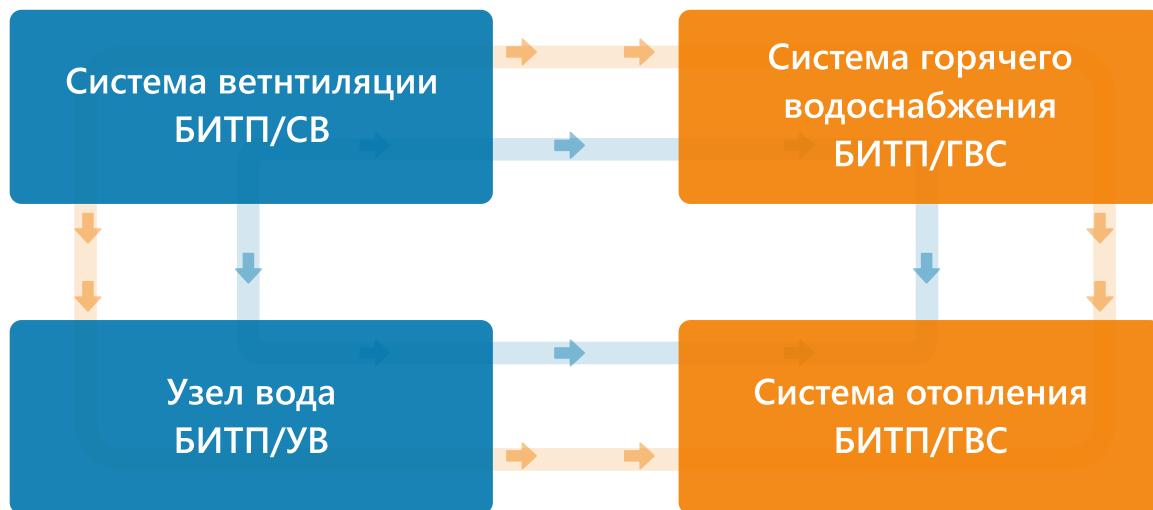 Система ветнтиляции
БИТП/СВ
Система горячего
водоснабжения
БИТП/ГВС
Узел вода
БИТП/УВ
Система отопления
БИТП/ГВС